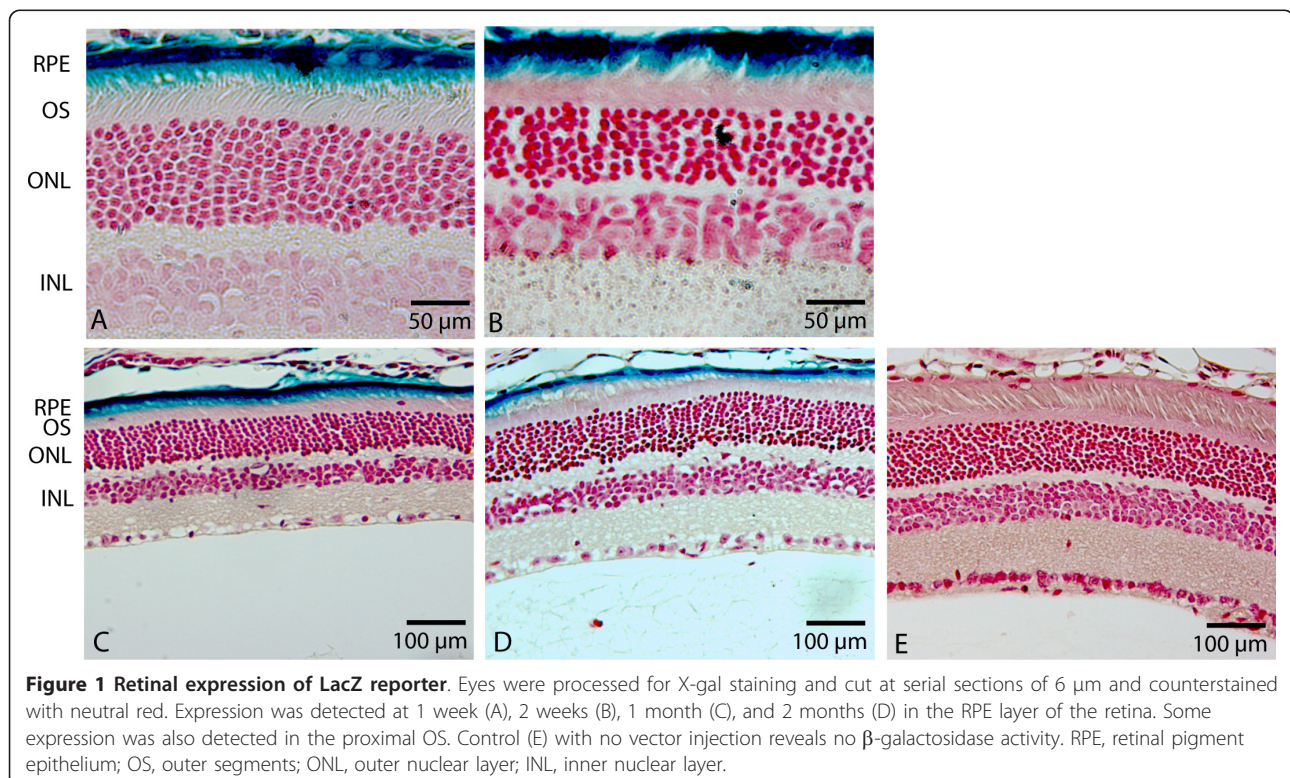 RPE
OS
ONL
INL
A
50 µm
B
50 µm
RPE
OS
ONL
INL
C
100 µm
D
100 µm
E
100 µm
Figure 1 Retinal expression of LacZ reporter. Eyes were processed for X-gal staining and cut at serial sections of 6 µm and counterstained
with neutral red. Expression was detected at 1 week (A), 2 weeks (B), 1 month (C), and 2 months (D) in the RPE layer of the retina. Some
expression was also detected in the proximal OS. Control (E) with no vector injection reveals no β-galactosidase activity. RPE, retinal pigment
epithelium; OS, outer segments; ONL, outer nuclear layer; INL, inner nuclear layer.